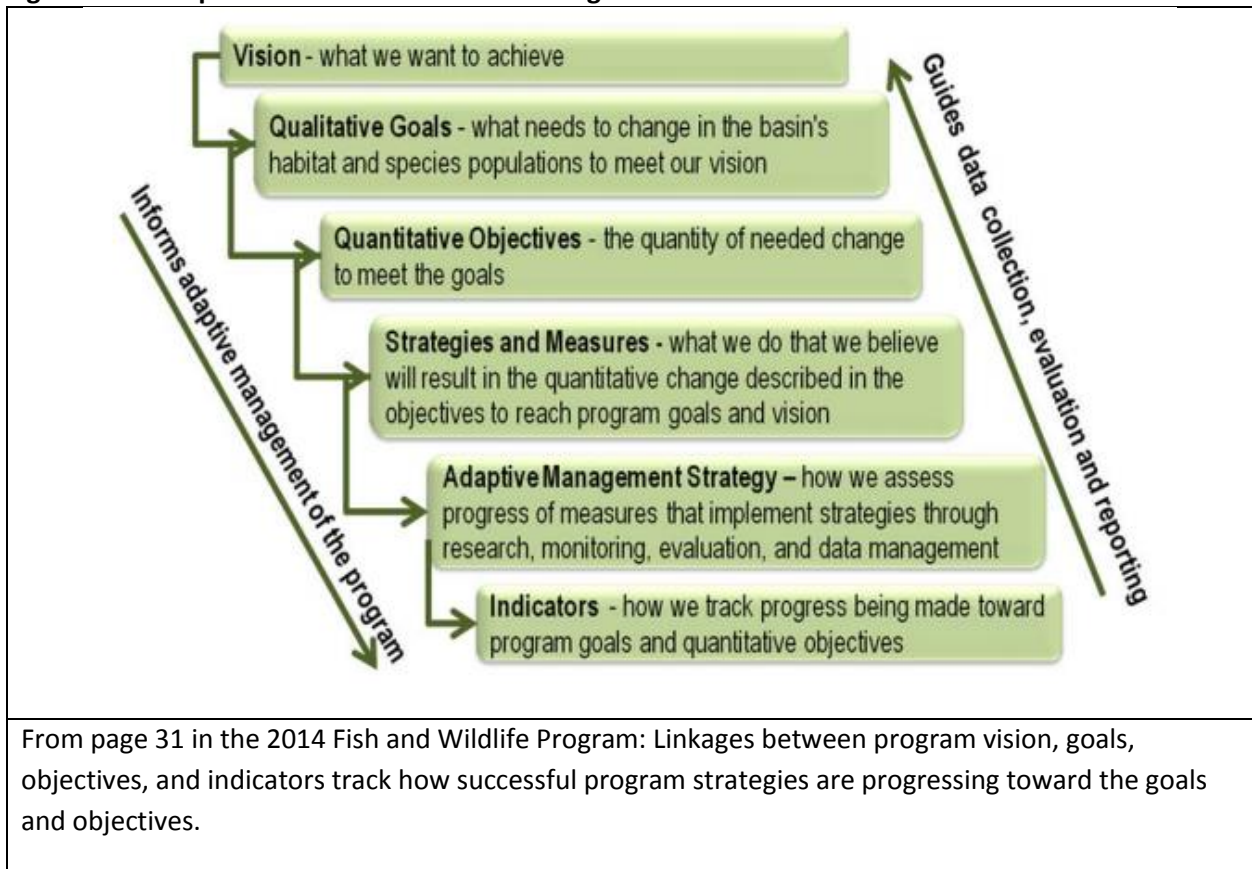 Vision - what we want to achieve
Qualitative Goals - what needs to change in the basin's
habitat and species populations to meet our vision
Quantitative Objectives - the quantity of needed change
to meet the goals
Strategies and Measures - what we do that we believe
will result in the quantitative change described in the
objectives to reach program goals and vision
Adaptive Management Strategy – how we assess
progress of measures that implement strategies through
research, monitoring, evaluation, and data management
Indicators - how we track progress being made toward
program goals and quantitative objectives
Informs adaptive management of the program
Guides data collection, evaluation and reporting
From page 31 in the 2014 Fish and Wildlife Program: Linkages between program vision, goals,
objectives, and indicators track how successful program strategies are progressing toward the goals
and objectives.